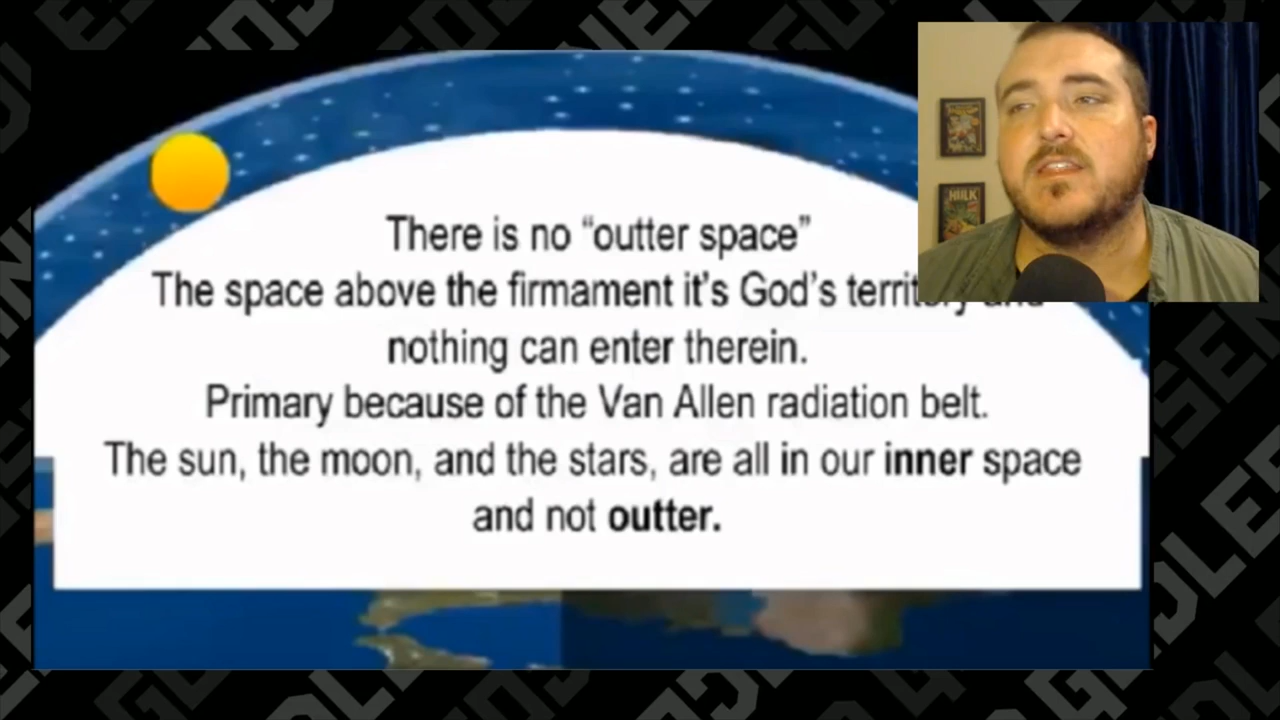 There is no “outter space”
The space above the firmament it's God's
nothing can enter therein.
Primary because of the Van Allen radiation belt.
The sun, the moon, and the stars, are all in our inner space
and not outter.
HULK